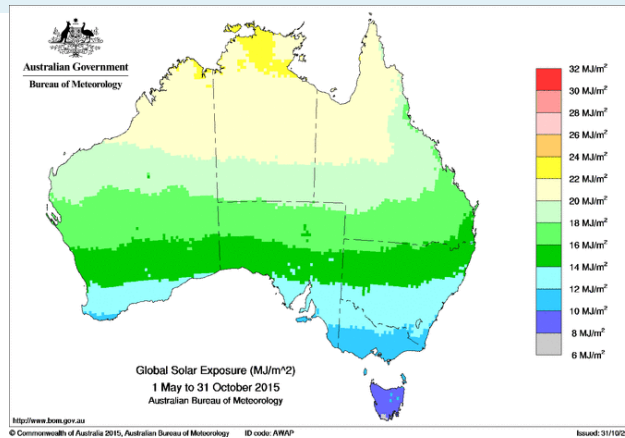 Australian Government
Bureau of Meteorology
32 MJ/m²
30 MJ/m²
28 MJ/m²
26 MJ/m²
24 MJ/m²
22 MJ/m²
20 MJ/m²
18 MJ/m²
16 MJ/m²
14 MJ/m²
12 MJ/m²
10 MJ/m²
8 MJ/m²
6 MJ/m²
Global Solar Exposure (MJ/m^2)
1 May to 31 October 2015
Australian Bureau of Meteorology
http://www.bom.gov.au
© Commonwealth of Australia 2015, Australian Bureau of Meteorology ID code: AWAP Issued: 31/10/2